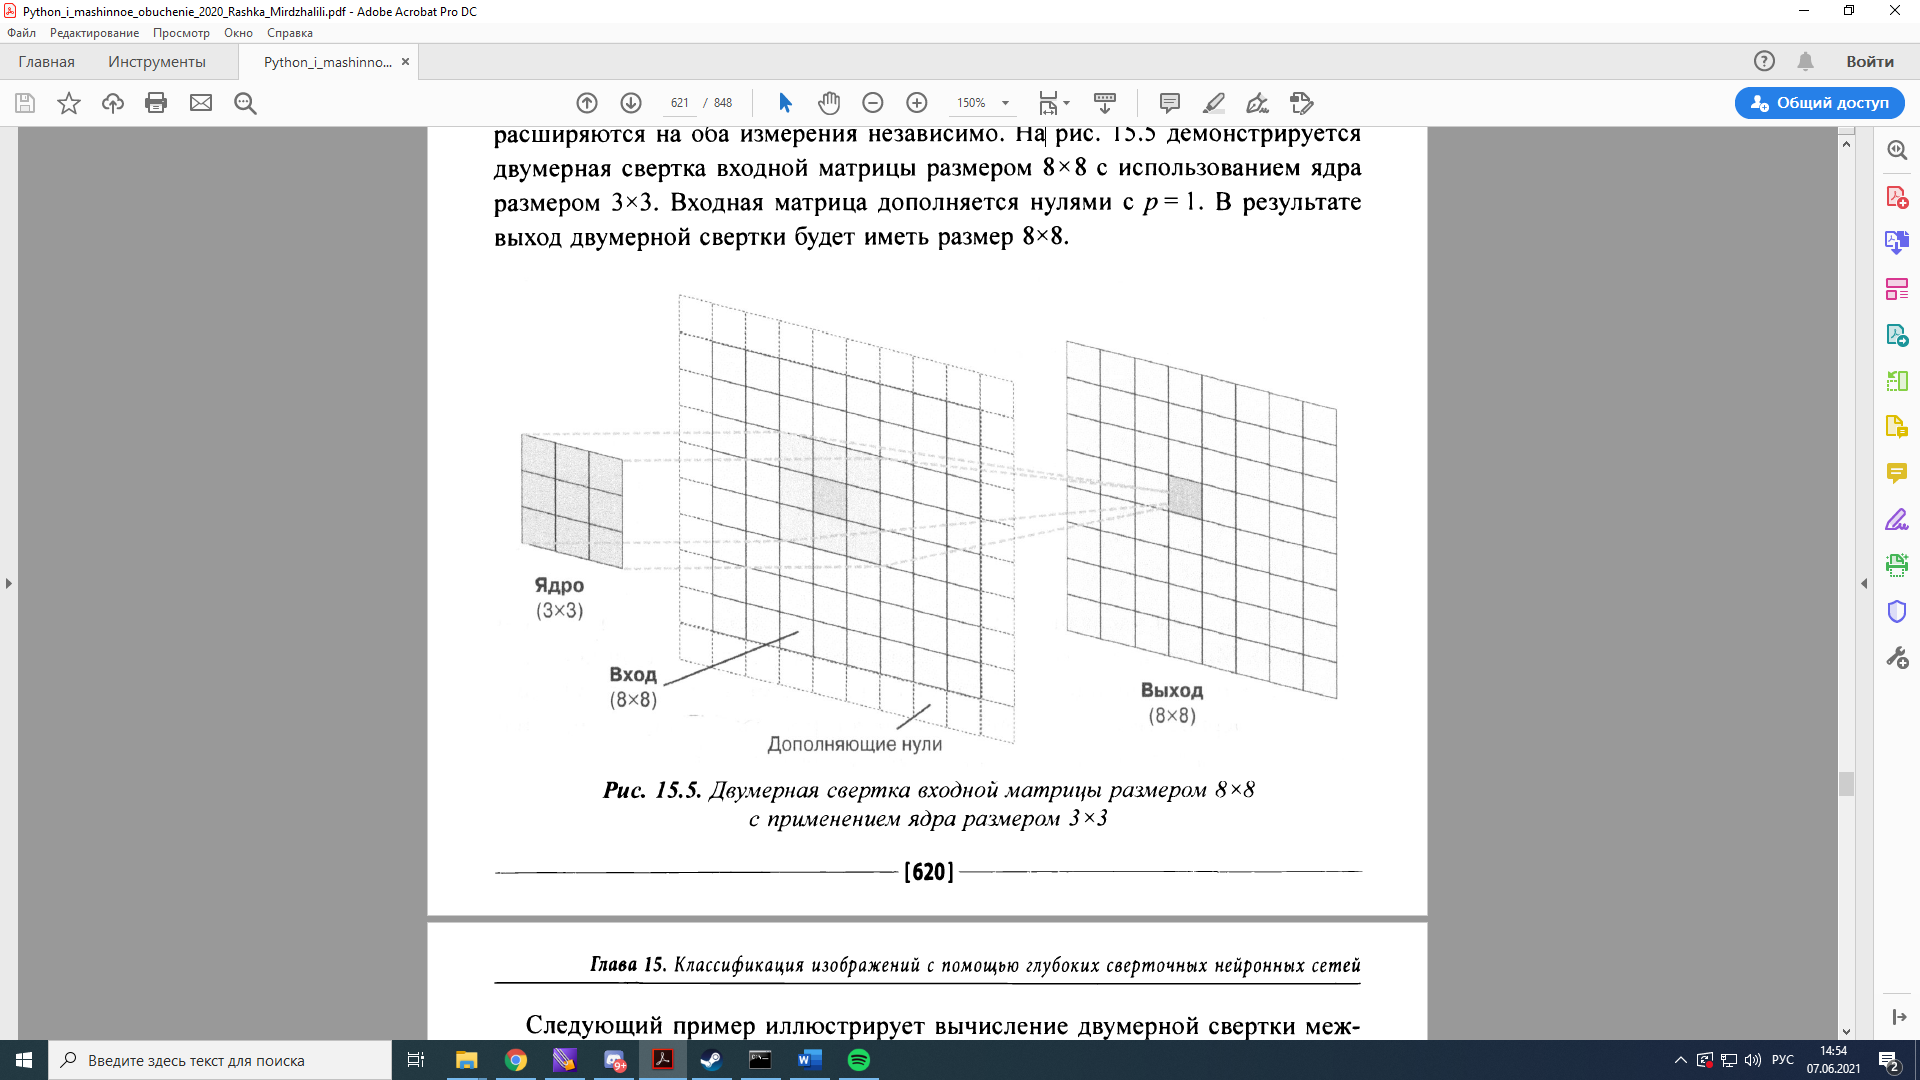 Python_i_mashinnoe_obuchenie_2020_Rashka_Mirdzhalili.pdf - Adobe Acrobat Pro DC
Файл Редактирование Просмотр Окно Справка
Главная Инструменты Python_i_mashinno... × Войти
621 / 848 150% Общий доступ
расширяются на оба измерения независимо. На рис. 15.5 демонстрируется
двумерная свертка входной матрицы размером 8×8 с использованием ядра
размером 3×3. Входная матрица дополняется нулями с p = 1. В результате
выход двумерной свертки будет иметь размер 8×8.
Ядро
(3×3)
Вход
(8×8)
Дополняющие нули
Выход
(8×8)
Рис. 15.5. Двумерная свертка входной матрицы размером 8×8
с применением ядра размером 3×3
[620]
Глава 15. Классификация изображений с помощью глубоких сверточных нейронных сетей
Следующий пример иллюстрирует вычисление двумерной свертки меж-
Введите здесь текст для поиска
9+
РУС
14:54
07.06.2021
2